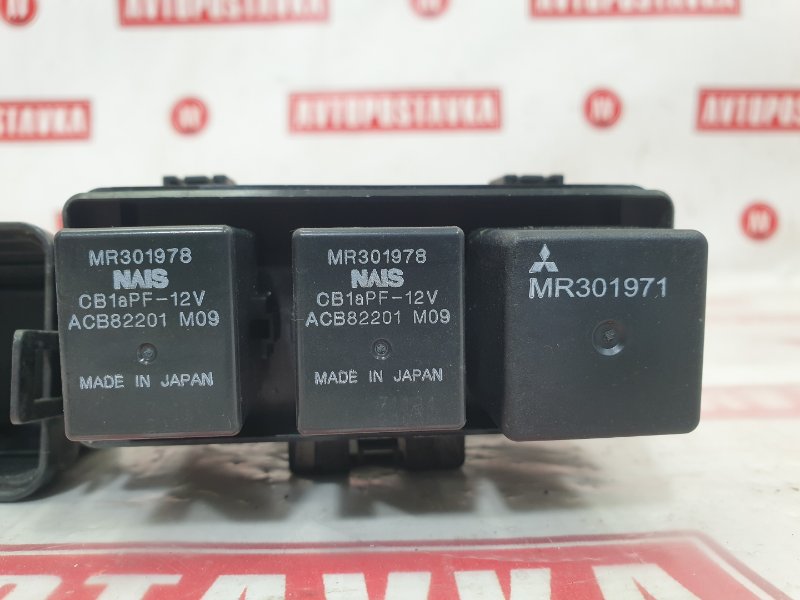 AVTOPOSTAVKA
AVTOPOSTAVKA
AVTOPOSTAVKA
AVTOPOSTAVKA
MR301978
NAIS
CB1aPF-12V
ACB82201 M09
MADE IN JAPAN
MR301978
NAIS
CB1aPF-12V
ACB82201 M09
MADE IN JAPAN
MR301971